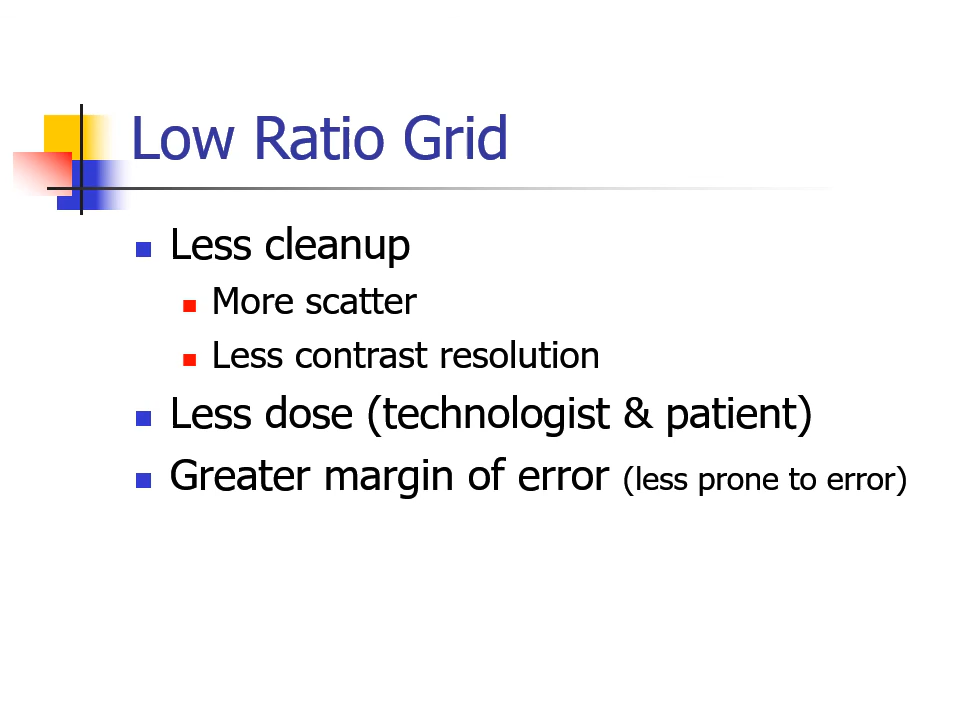 Low Ratio Grid
Less cleanup
More scatter
Less contrast resolution
Less dose (technologist & patient)
Greater margin of error (less prone to error)